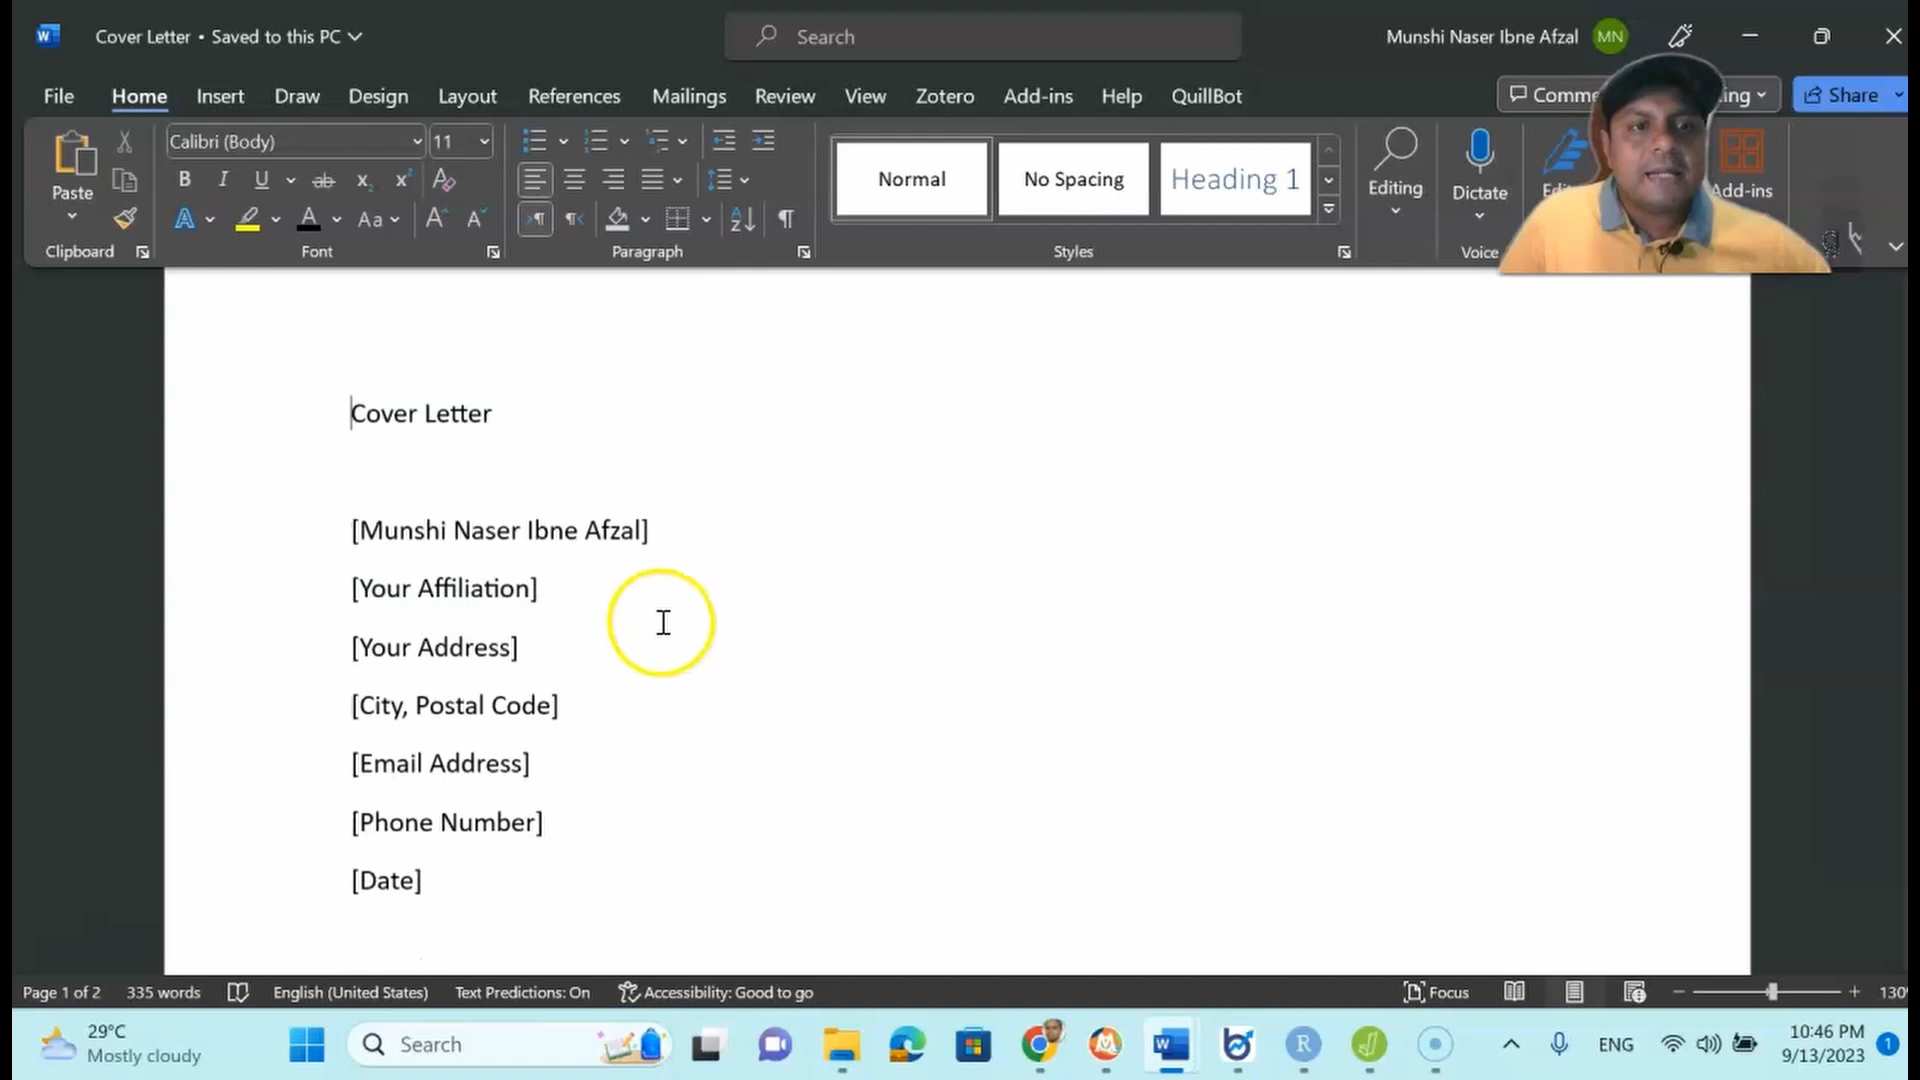 Cover Letter • Saved to this PC
Search
Munshi Naser Ibne Afzal MN
File Home Insert Draw Design Layout References Mailings Review View Zotero Add-ins Help QuillBot
Share
Calibri (Body) 11
Paste
Normal
No Spacing
Heading 1
Editing
Dictate
Add-ins
Clipboard
Font
Paragraph
Styles
Voice
Cover Letter
[Munshi Naser Ibne Afzal]
[Your Affiliation]
[Your Address]
[City, Postal Code]
[Email Address]
[Phone Number]
[Date]
Page 1 of 2 335 words English (United States) Text Predictions: On Accessibility: Good to go Focus
29°C
Mostly cloudy
Search
ENG
10:46 PM
9/13/2023
1